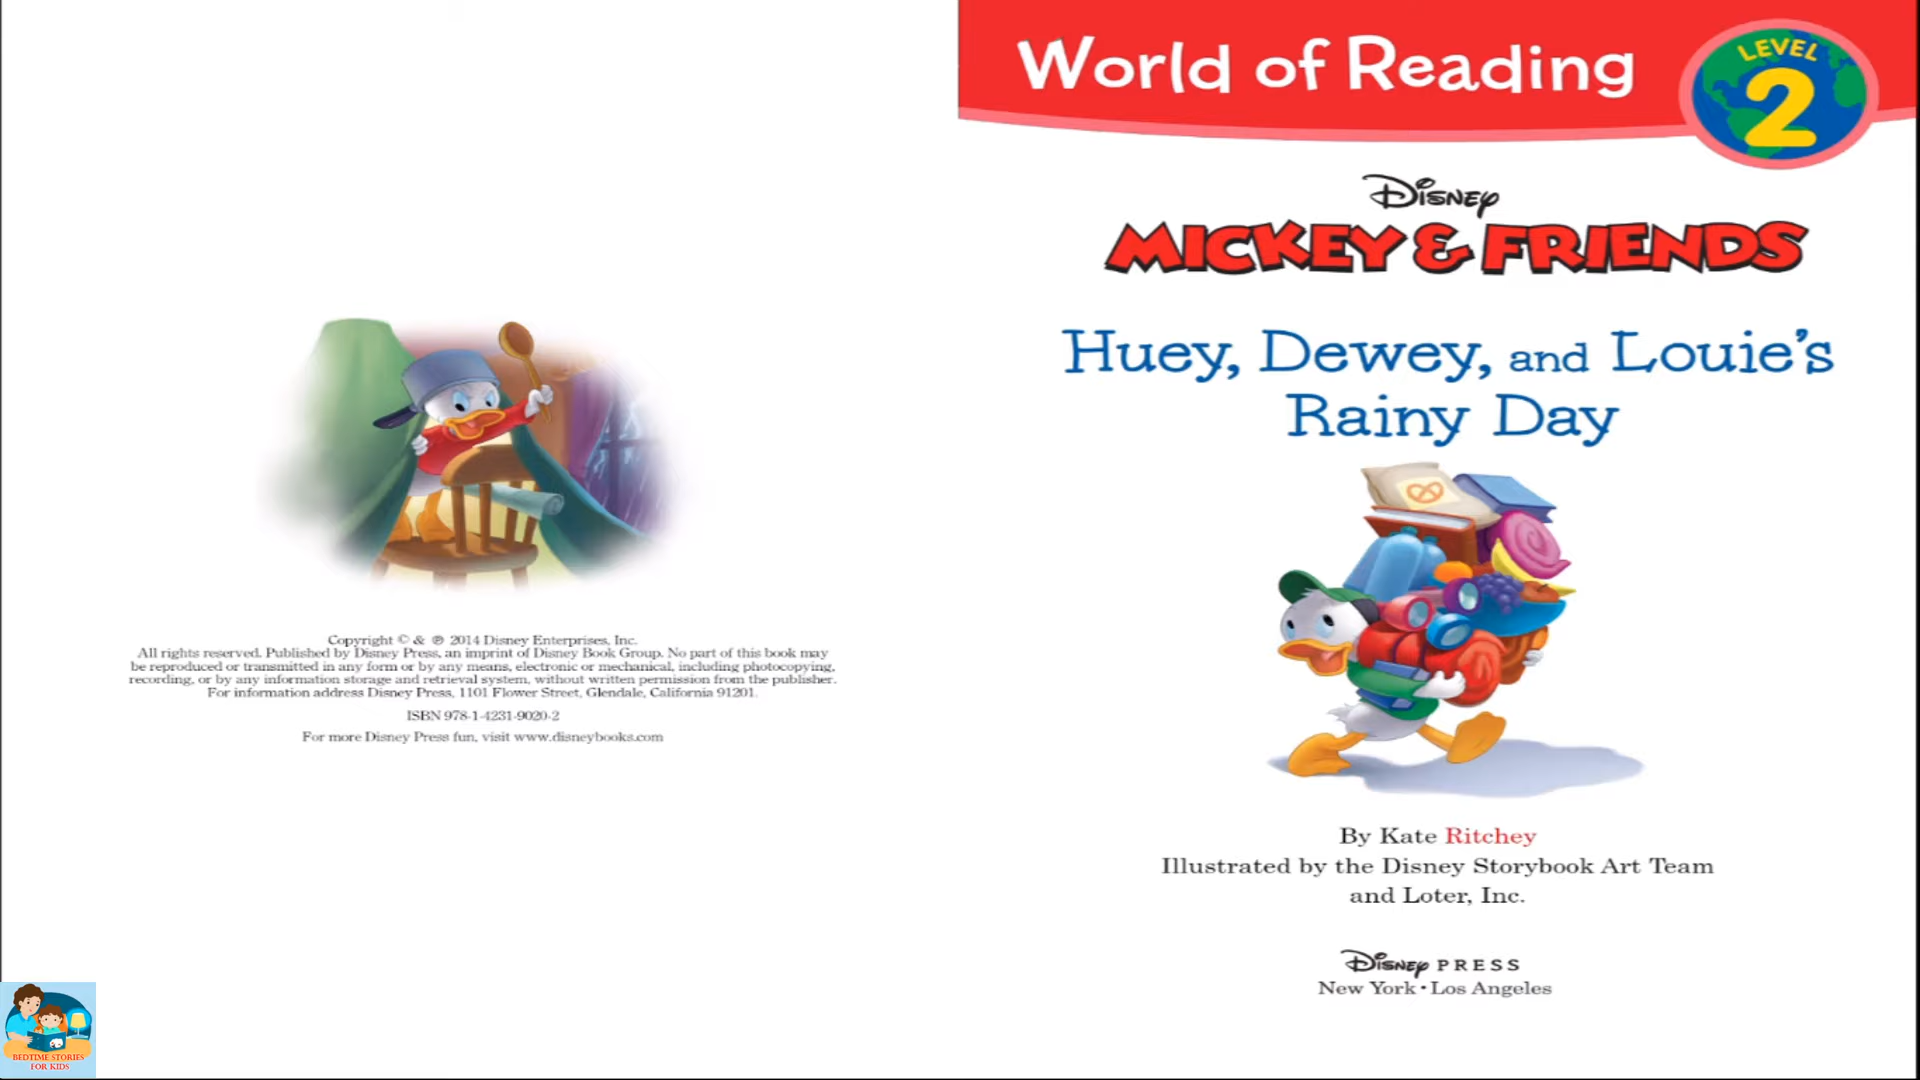 Copyright © & ℗ 2014 Disney Enterprises, Inc.
All rights reserved. Published by Disney Press, an imprint of Disney Book Group. No part of this book may
be reproduced or transmitted in any form or by any means, electronic or mechanical, including photocopying,
recording, or by any information storage and retrieval system, without written permission from the publisher.
For information address Disney Press, 1101 Flower Street, Glendale, California 91201.
ISBN 978-1-4231-9020-2
For more Disney Press fun, visit www.disneybooks.com
BEDTIME STORIES
FOR KIDS
World of Reading
LEVEL
2
Disney
MICKEY & FRIENDS
Huey, Dewey, and Louie's
Rainy Day
By Kate Ritchey
Illustrated by the Disney Storybook Art Team
and Loter, Inc.
Disney PRESS
New York • Los Angeles